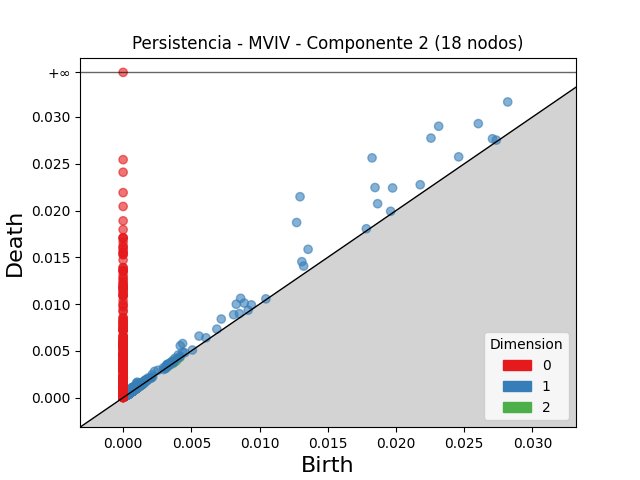 Persistencia - MVIV - Componente 2 (18 nodos)
+∞
0.030
0.025
0.020
0.015
0.010
0.005
0.000
Death
Dimension
0
1
2
0.000 0.005 0.010 0.015 0.020 0.025 0.030
Birth